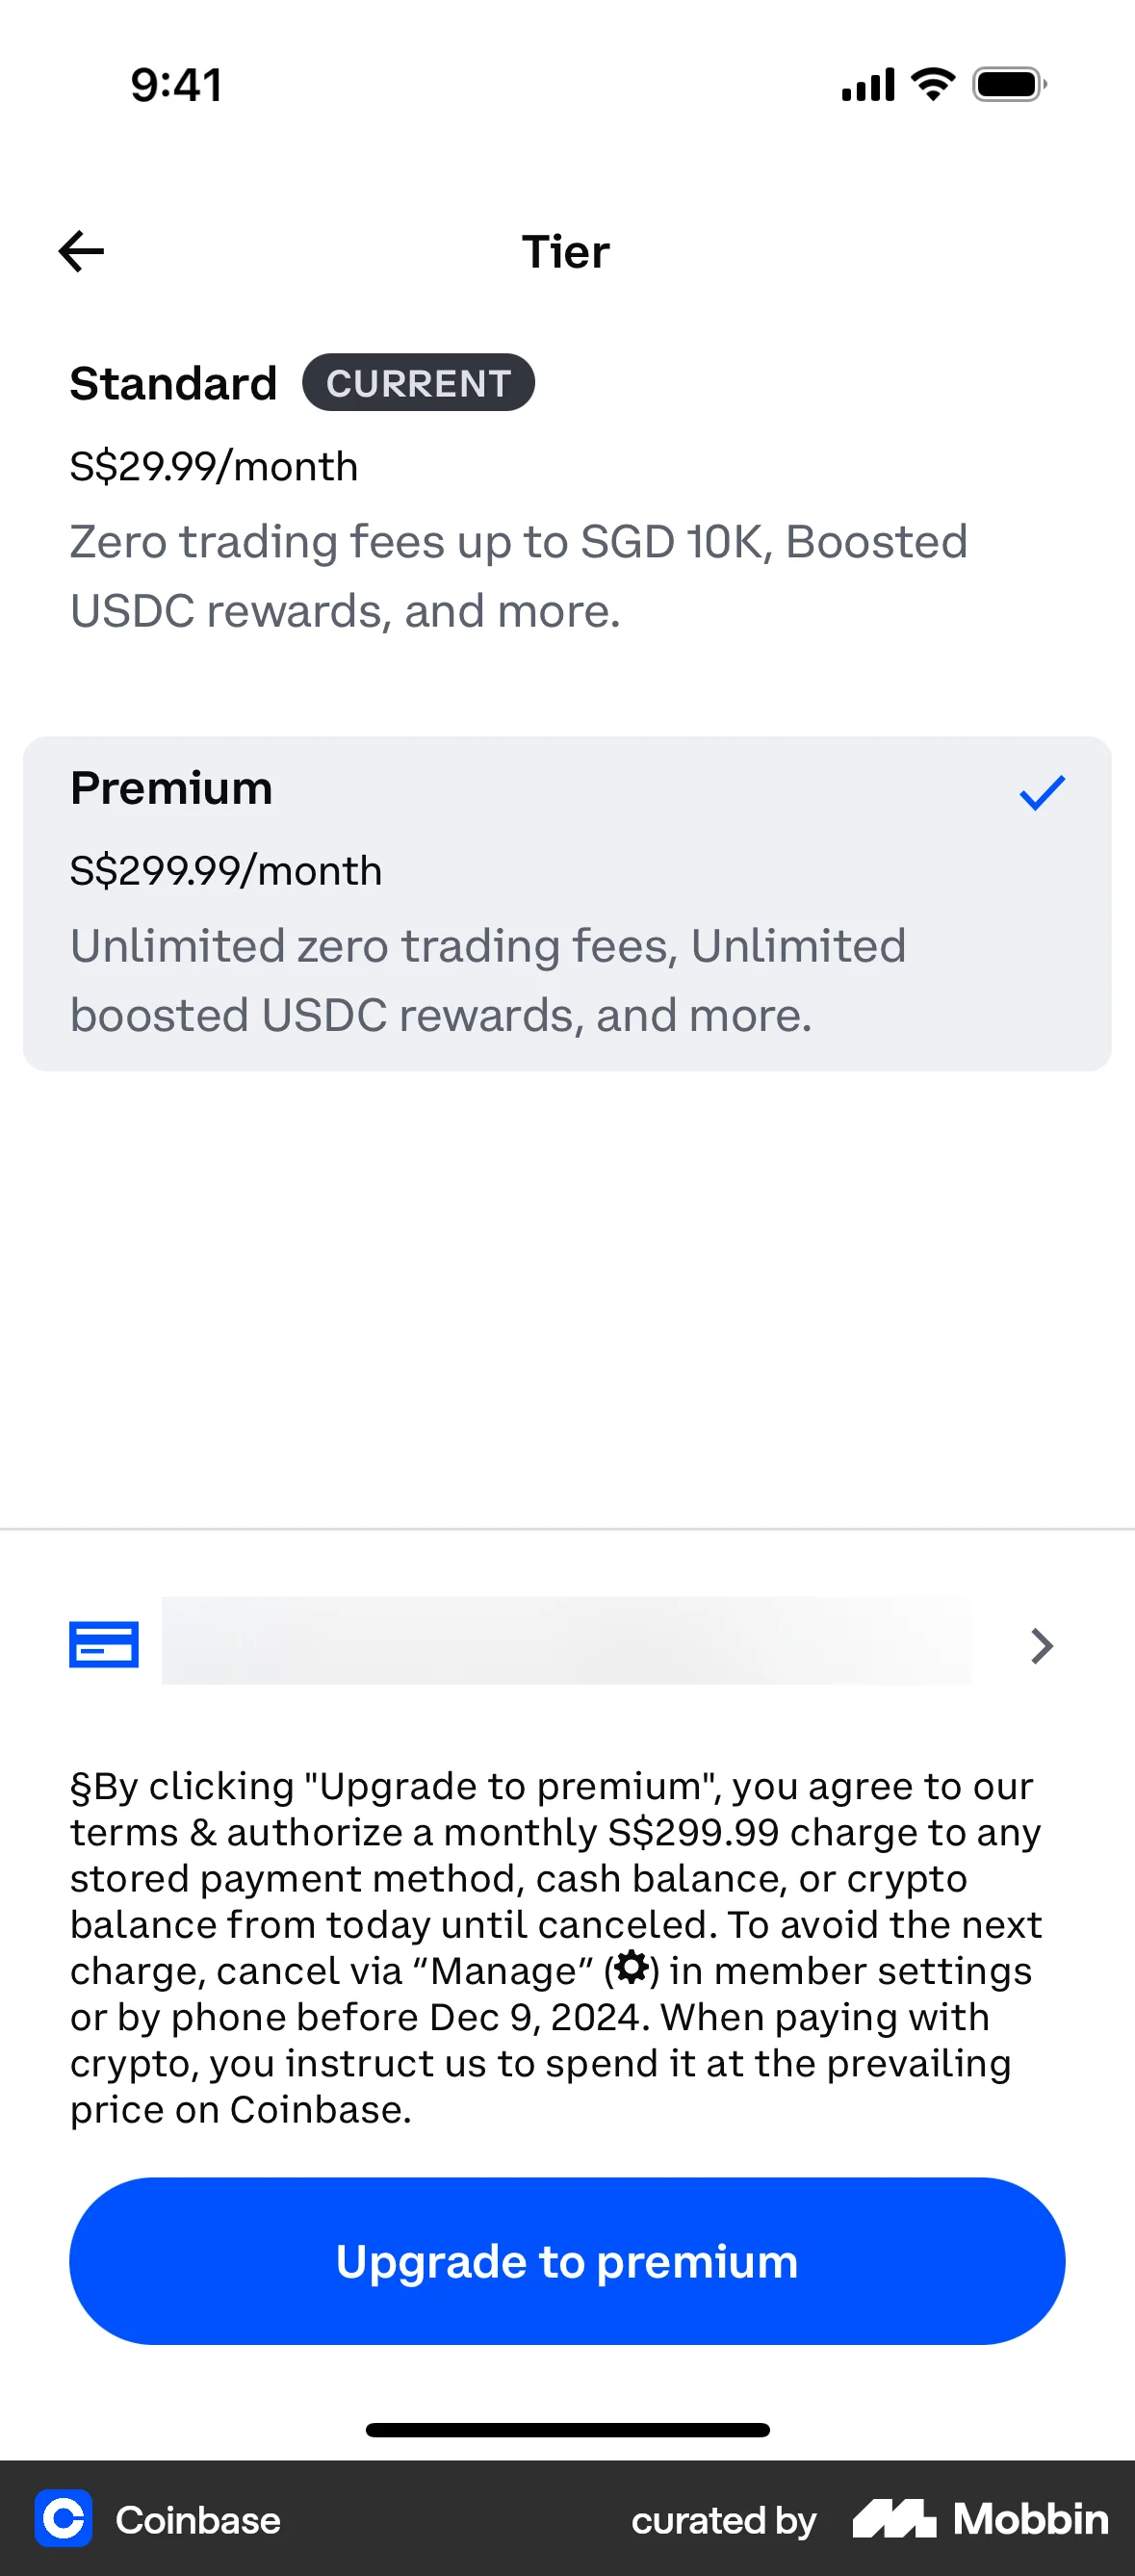 9:41
Tier
Standard CURRENT
S$29.99/month
Zero trading fees up to SGD 10K, Boosted
USDC rewards, and more.
Premium
S$299.99/month
Unlimited zero trading fees, Unlimited
boosted USDC rewards, and more.
§By clicking "Upgrade to premium", you agree to our
terms & authorize a monthly S$299.99 charge to any
stored payment method, cash balance, or crypto
balance from today until canceled. To avoid the next
charge, cancel via “Manage” (⚙) in member settings
or by phone before Dec 9, 2024. When paying with
crypto, you instruct us to spend it at the prevailing
price on Coinbase.
Upgrade to premium
Coinbase curated by Mobbin